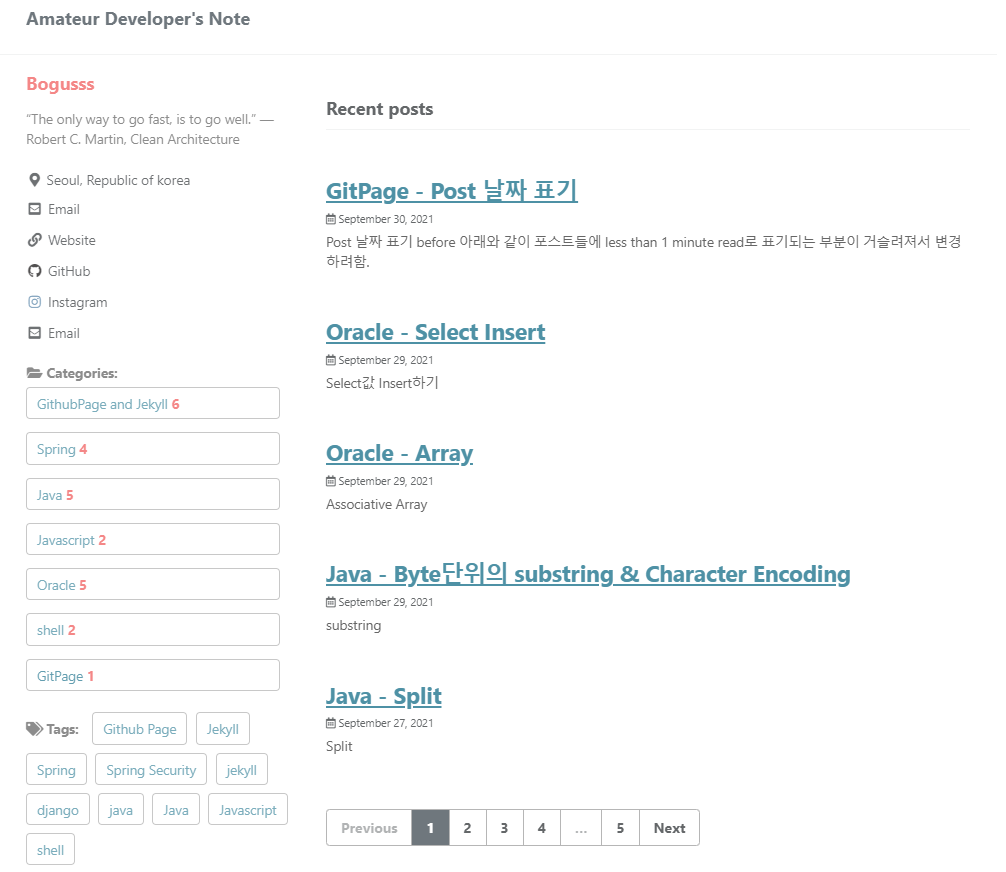 Amateur Developer's Note
Bogusss
“The only way to go fast, is to go well.” —
Robert C. Martin, Clean Architecture
Seoul, Republic of korea
Email
Website
GitHub
Instagram
Email
Categories:
GithubPage and Jekyll 6
Spring 4
Java 5
Javascript 2
Oracle 5
shell 2
GitPage 1
Tags: Github Page Jekyll
Spring Spring Security jekyll
django java Java Javascript
shell
Recent posts
GitPage - Post 날짜 표기
September 30, 2021
Post 날짜 표기 before 아래와 같이 포스트들에 less than 1 minute read로 표기되는 부분이 거슬려져서 변경
하려함.
Oracle - Select Insert
September 29, 2021
Select값 Insert하기
Oracle - Array
September 29, 2021
Associative Array
Java - Byte단위의 substring & Character Encoding
September 29, 2021
substring
Java - Split
September 27, 2021
Split
Previous 1 2 3 4 … 5 Next